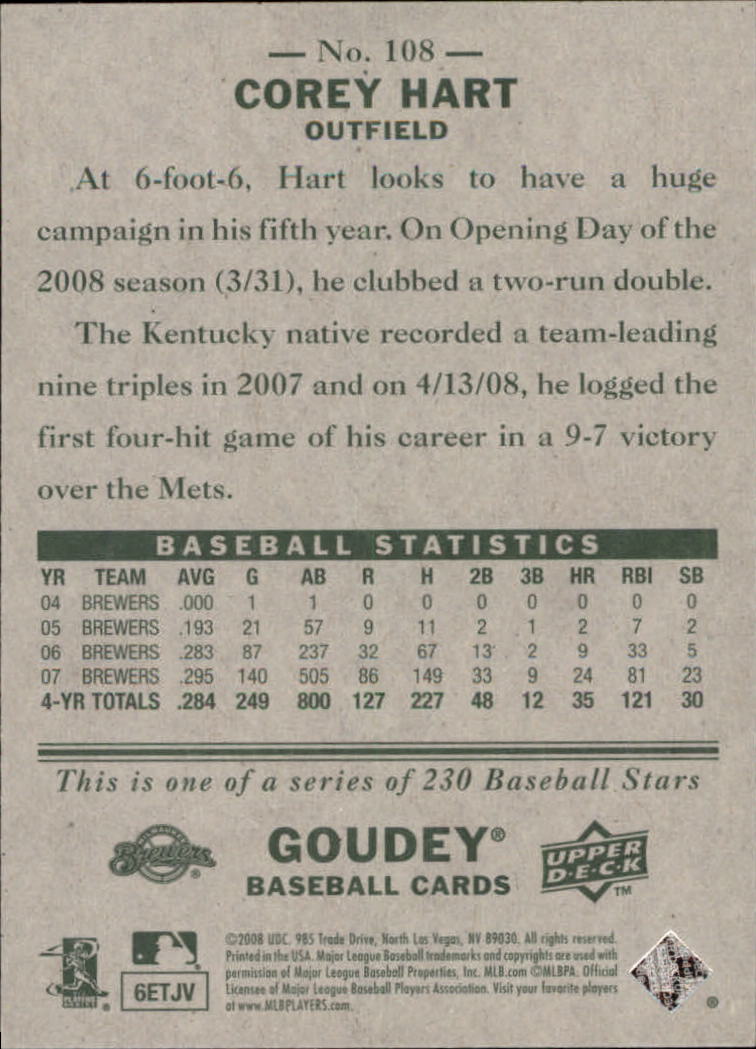 — No. 108 —
COREY HART
OUTFIELD
At 6-foot-6, Hart looks to have a huge
campaign in his fifth year. On Opening Day of the
2008 season (3/31), he clubbed a two-run double.
The Kentucky native recorded a team-leading
nine triples in 2007 and on 4/13/08, he logged the
first four-hit game of his career in a 9-7 victory
over the Mets.
BASEBALL STATISTICS
YR TEAM AVG G AB R H 2B 3B HR RBI SB
04 BREWERS .000 1 1 0 0 0 0 0 0 0
05 BREWERS .193 21 57 9 11 2 1 2 7 2
06 BREWERS .283 87 237 32 67 13 2 9 33 5
07 BREWERS .295 140 505 86 149 33 9 24 81 23
4-YR TOTALS .284 249 800 127 227 48 12 35 121 30
This is one of a series of 230 Baseball Stars
MILWAUKEE
Brewers®
GOUDEY®
BASEBALL CARDS
UPPER
D·E·C·K
TM
6ETJV
©2008 UDC. 985 Trade Drive, North Las Vegas, NV 89030. All rights reserved.
Printed in the USA. Major League Baseball trademarks and copyrights are used with
permission of Major League Baseball Properties, Inc. MLB.com ©MLBPA. Official
Licensee of Major League Baseball Players Association. Visit your favorite players
at www.MLBPLAYERS.com.
®